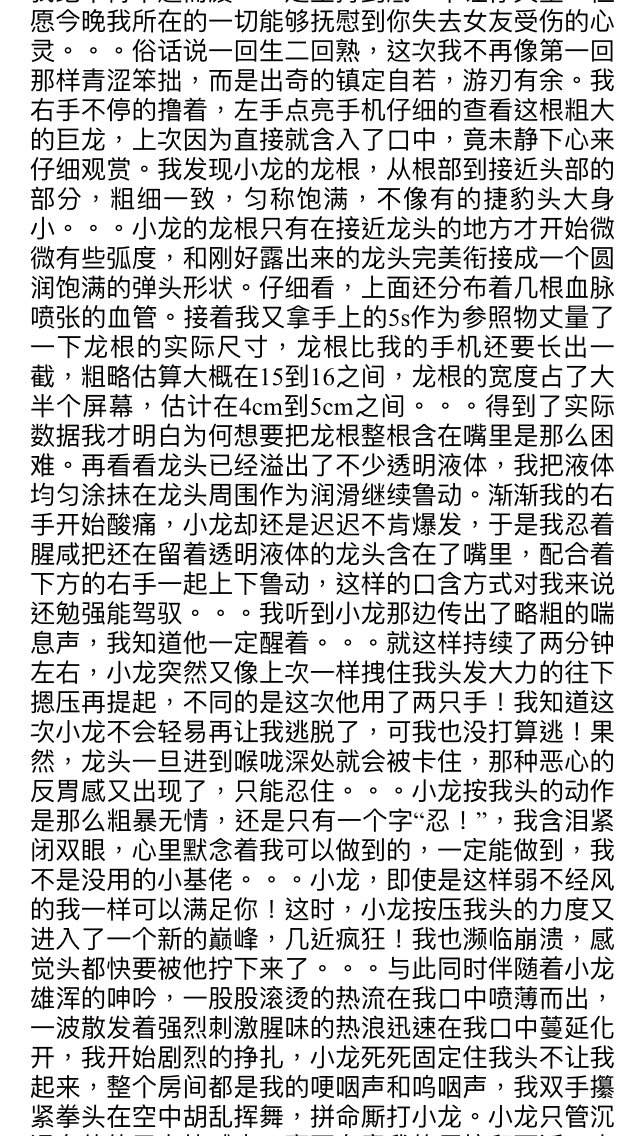 愿今晚我所在的一切能够抚慰到你失去女友受伤的心
灵。。。俗话说一回生二回熟，这次我不再像第一回
那样青涩笨拙，而是出奇的镇定自若，游刃有余。我
右手不停的撸着，左手点亮手机仔细的查看这根粗大
的巨龙，上次因为直接就含入了口中，竟未静下心来
仔细观赏。我发现小龙的龙根，从根部到接近头部的
部分，粗细一致，匀称饱满，不像有的捷豹头大身
小。。。小龙的龙根只有在接近龙头的地方才开始微
微有些弧度，和刚好露出来的龙头完美衔接成一个圆
润饱满的弹头形状。仔细看，上面还分布着几根血脉
喷张的血管。接着我又拿手上的5s作为参照物丈量了
一下龙根的实际尺寸，龙根比我的手机还要长出一
截，粗略估算大概在15到16之间，龙根的宽度占了大
半个屏幕，估计在4cm到5cm之间。。。得到了实际
数据我才明白为何想要把龙根整根含在嘴里是那么困
难。再看看龙头已经溢出了不少透明液体，我把液体
均匀涂抹在龙头周围作为润滑继续鲁动。渐渐我的右
手开始酸痛，小龙却还是迟迟不肯爆发，于是我忍着
腥咸把还在留着透明液体的龙头含在了嘴里，配合着
下方的右手一起上下鲁动，这样的口含方式对我来说
还勉强能驾驭。。。我听到小龙那边传出了略粗的喘
息声，我知道他一定醒着。。。就这样持续了两分钟
左右，小龙突然又像上次一样拽住我头发大力的往下
摁压再提起，不同的是这次他用了两只手！我知道这
次小龙不会轻易再让我逃脱了，可我也没打算逃！果
然，龙头一旦进到喉咙深处就会被卡住，那种恶心的
反胃感又出现了，只能忍住。。。小龙按我头的动作
是那么粗暴无情，还是只有一个字“忍！”，我含泪紧
闭双眼，心里默念着我可以做到的，一定能做到，我
不是没用的小基佬。。。小龙，即使是这样弱不经风
的我一样可以满足你！这时，小龙按压我头的力度又
进入了一个新的巅峰，几近疯狂！我也濒临崩溃，感
觉头都快要被他拧下来了。。。与此同时伴随着小龙
雄浑的呻吟，一股股滚烫的热流在我口中喷薄而出，
一波散发着强烈刺激腥味的热浪迅速在我口中蔓延化
开，我开始剧烈的挣扎，小龙死死固定住我头不让我
起来，整个房间都是我的哽咽声和呜咽声，我双手攥
紧拳头在空中胡乱挥舞，拼命厮打小龙。小龙只管沉